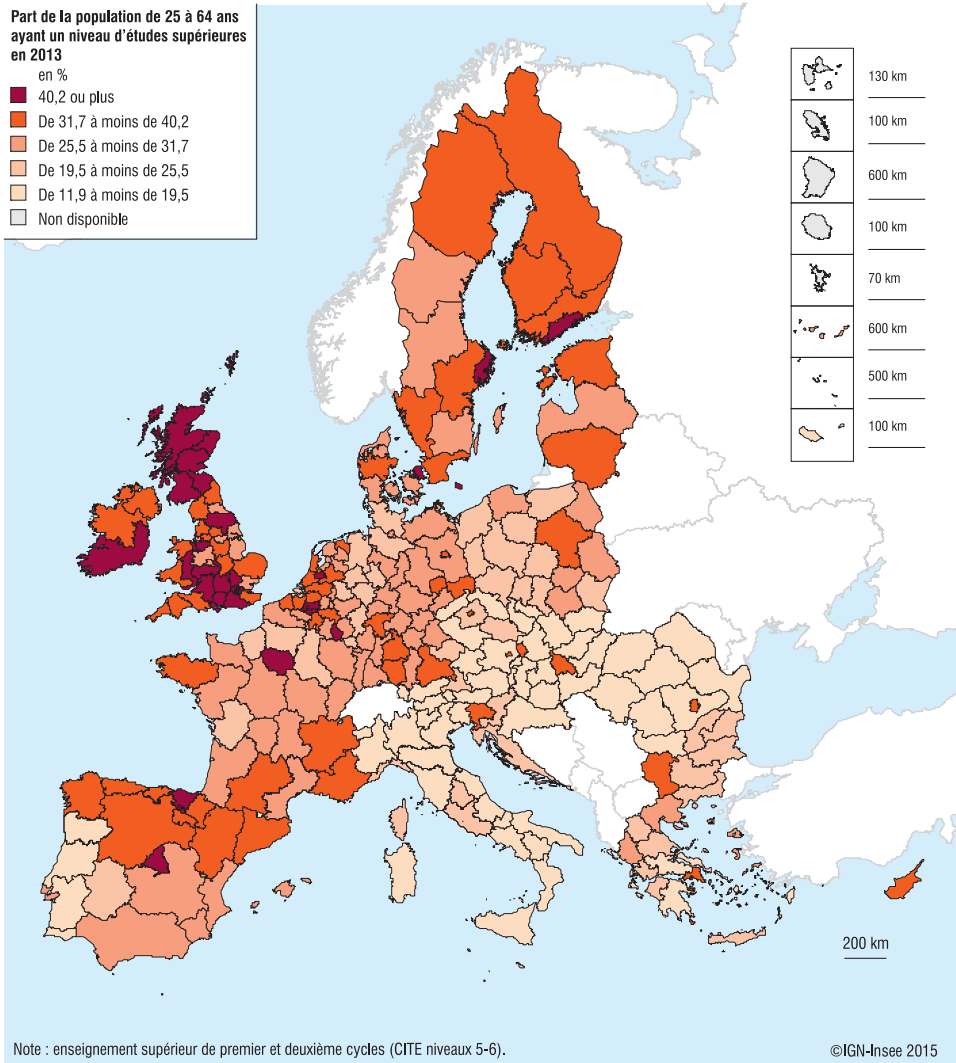 Part de la population de 25 à 64 ans
ayant un niveau d'études supérieures
en 2013
en %
40,2 ou plus
De 31,7 à moins de 40,2
De 25,5 à moins de 31,7
De 19,5 à moins de 25,5
De 11,9 à moins de 19,5
Non disponible
130 km
100 km
600 km
100 km
70 km
600 km
500 km
100 km
200 km
Note : enseignement supérieur de premier et deuxième cycles (CITE niveaux 5-6).
©IGN-Insee 2015